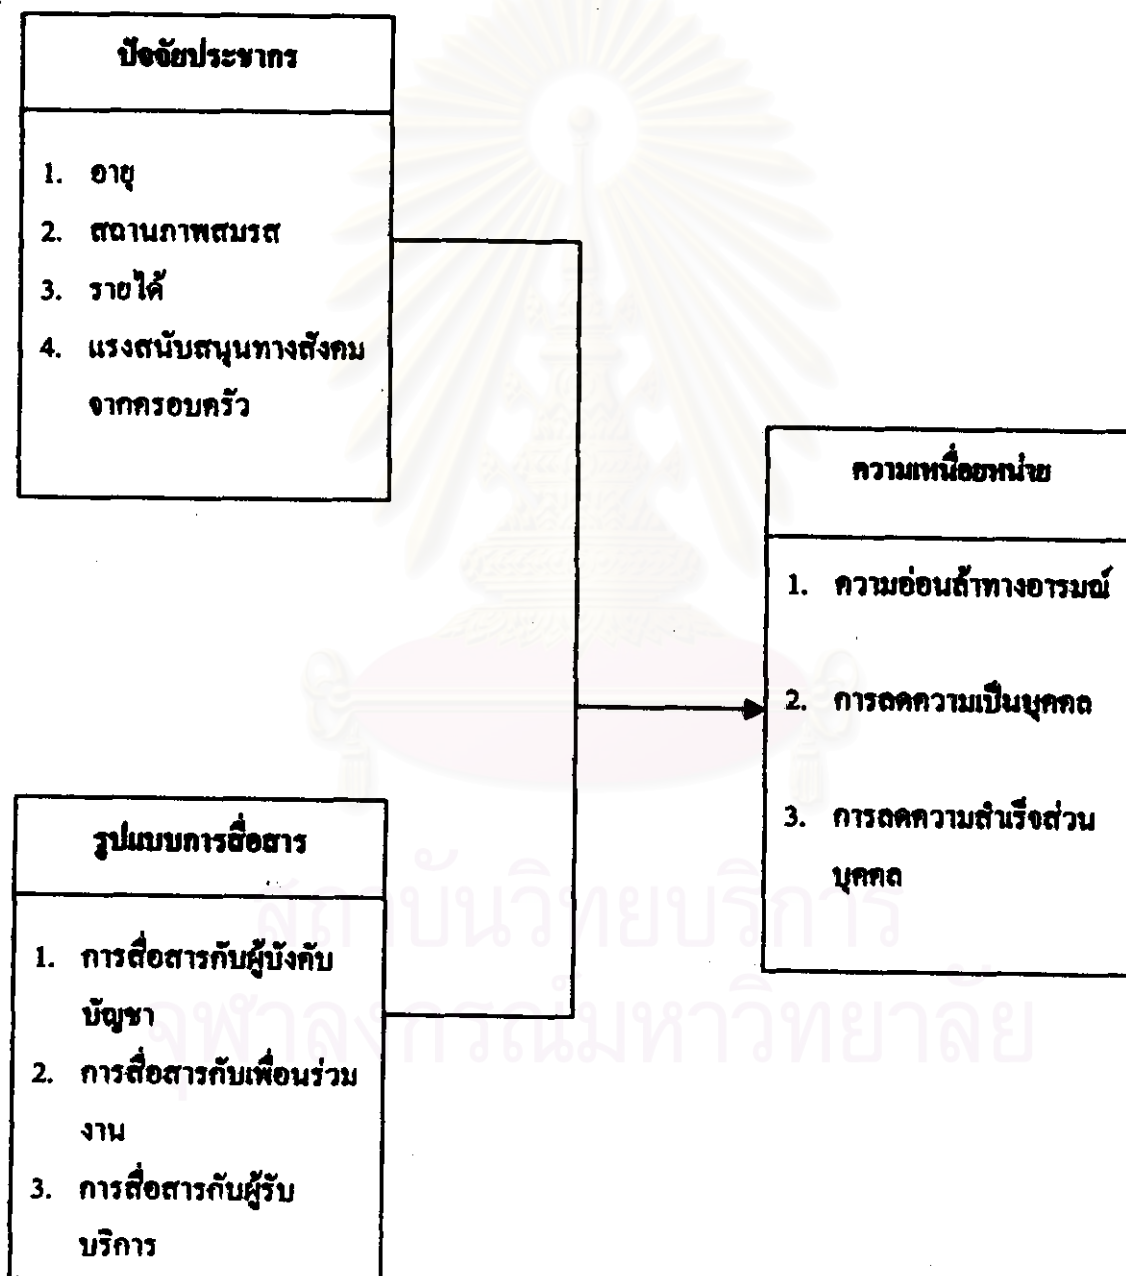 ปัจจัยประชากร
1. อายุ
2. สถานภาพสมรส
3. รายได้
4. แรงสนับสนุนทางสังคม
จากครอบครัว
ความเหนื่อยหน่าย
1. ความอ่อนล้าทางอารมณ์
2. การลดความเป็นบุคคล
3. การลดความสำเร็จส่วน
บุคคล
รูปแบบการสื่อสาร
1. การสื่อสารกับผู้บังคับ
บัญชา
2. การสื่อสารกับเพื่อนร่วม
งาน
3. การสื่อสารกับผู้รับ
บริการ
สถาบันวิทยบริการ
จุฬาลงกรณ์มหาวิทยาลัย